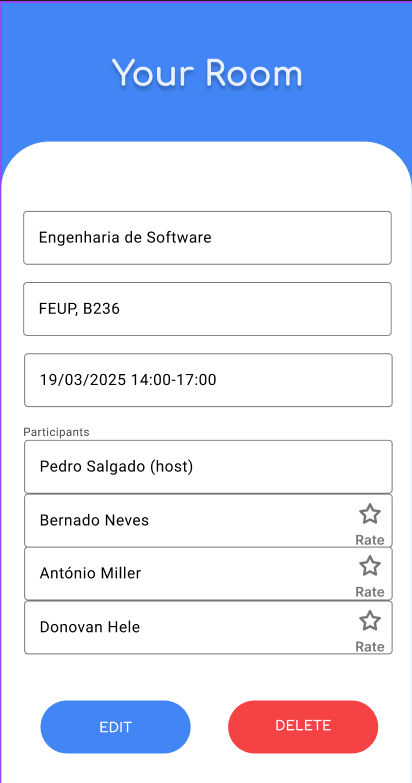 Your Room
Engenharia de Software
FEUP, B236
19/03/2025 14:00-17:00
Participants
Pedro Salgado (host)
Bernado Neves
Rate
António Miller
Rate
Donovan Hele
Rate
EDIT
DELETE